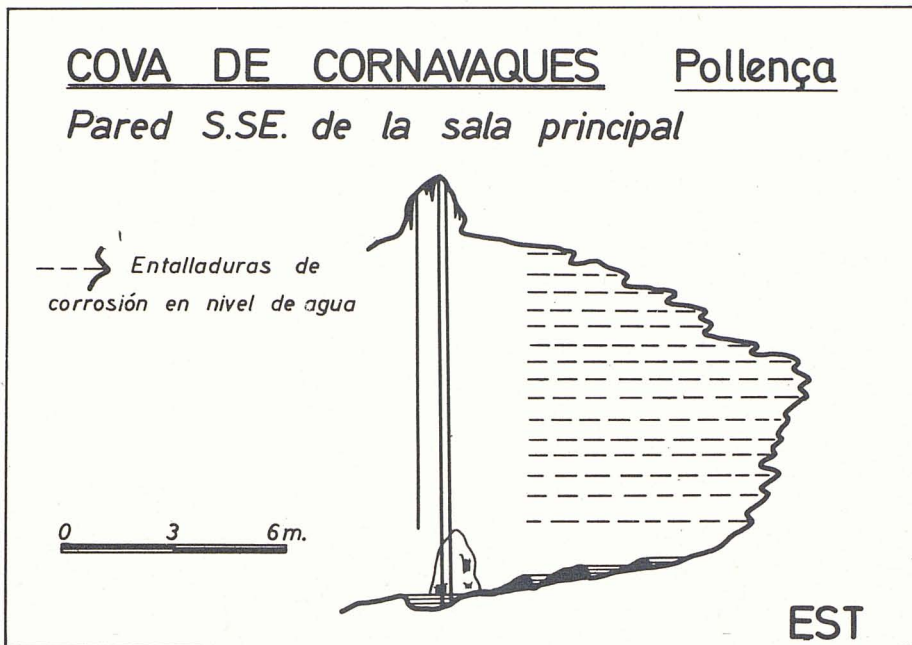 COVA DE CORNAVAQUES Pollença
Pared S.SE. de la sala principal
Entalladuras de
corrosión en nivel de agua
0 3 6 m.
EST